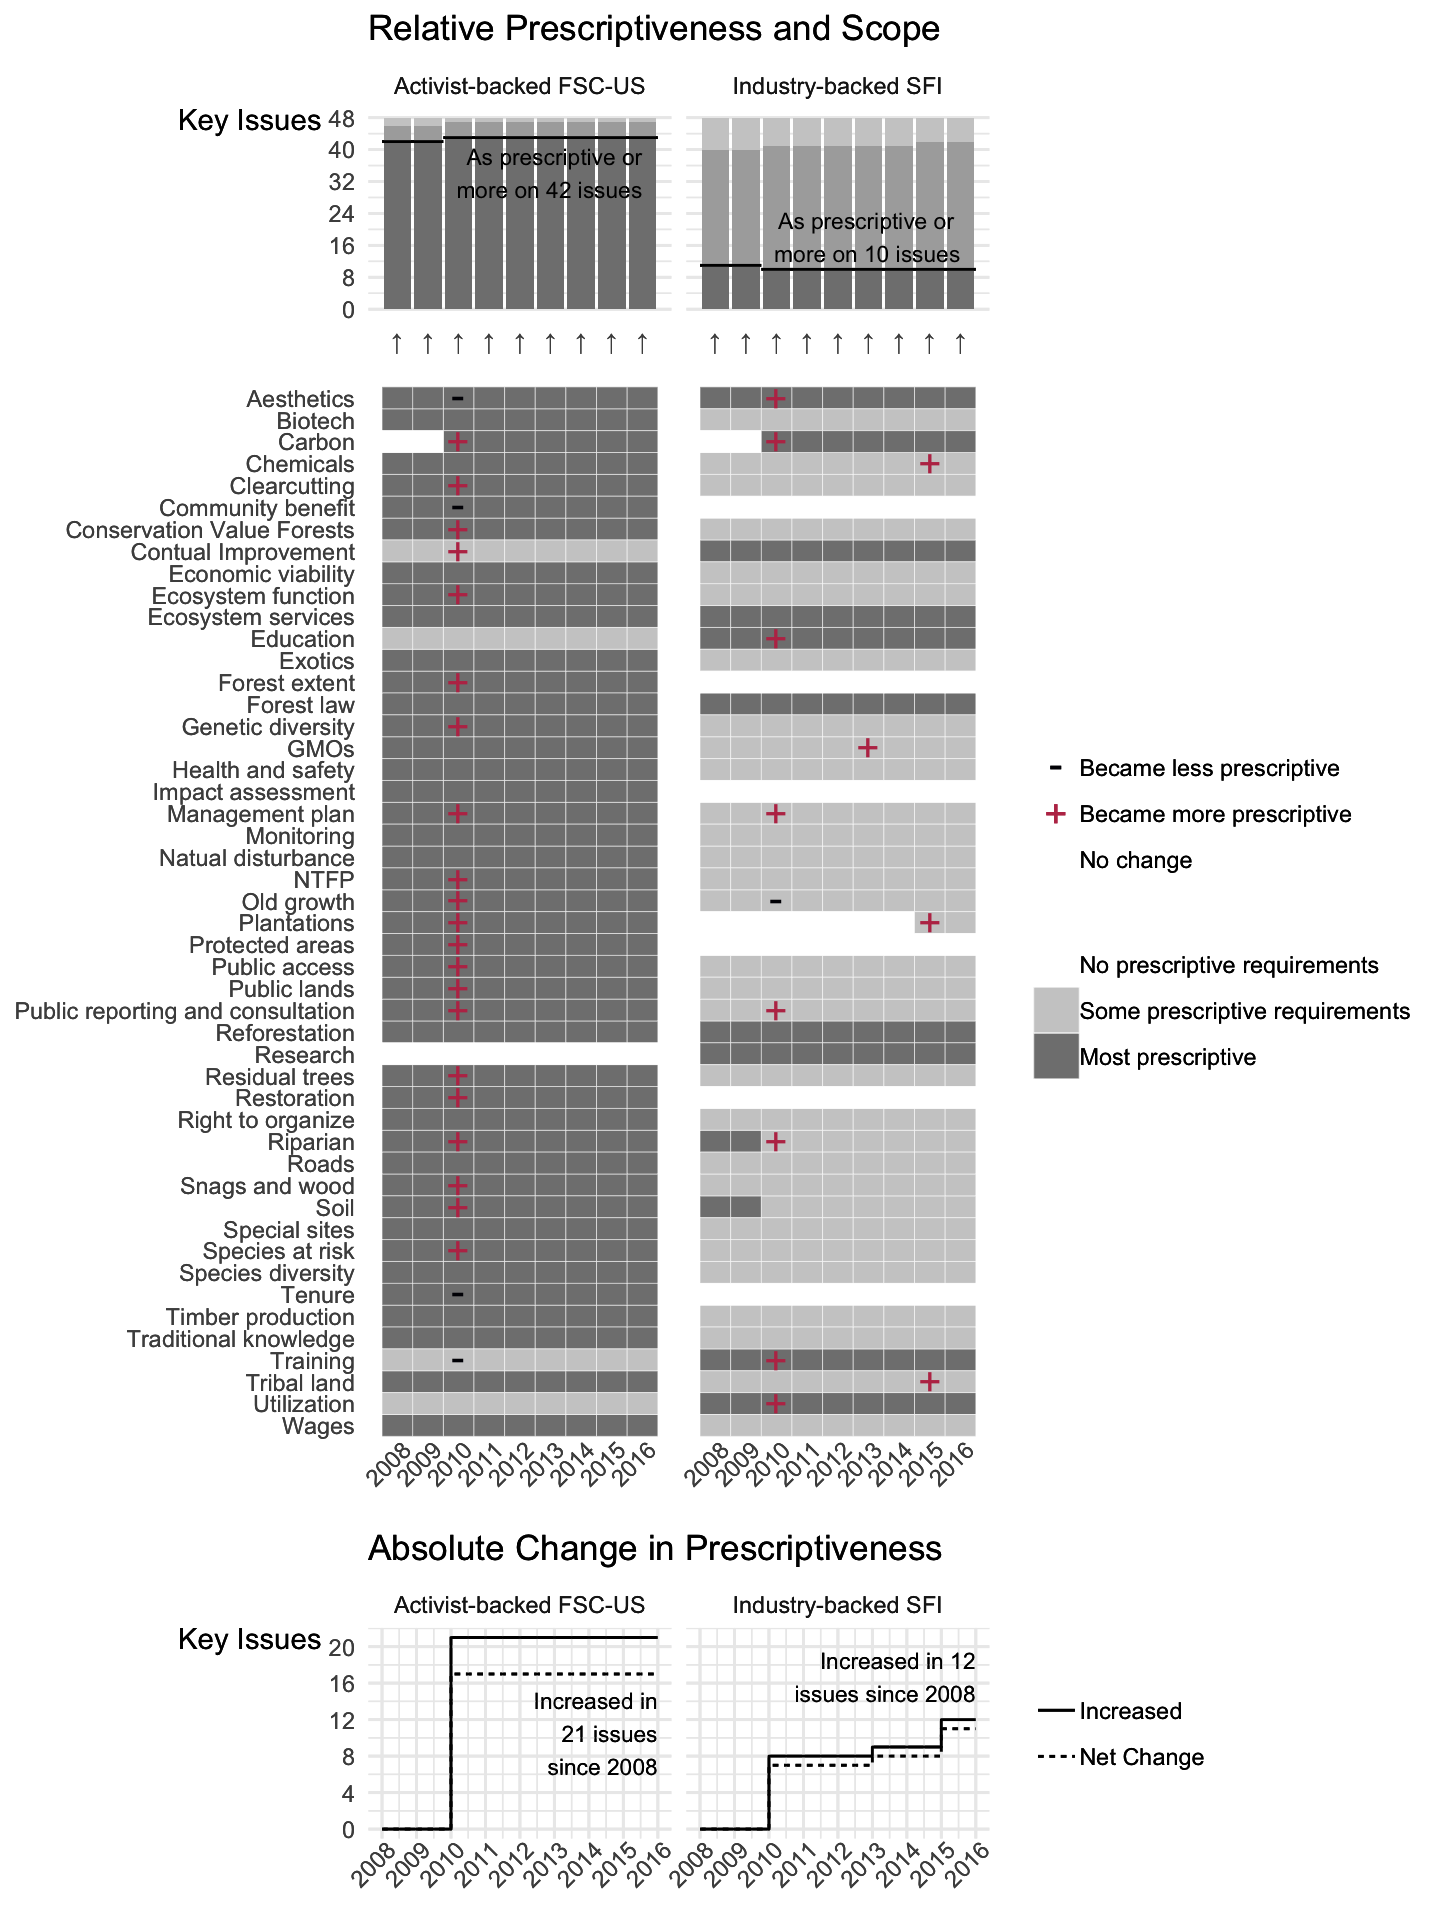 Relative Prescriptiveness and Scope
Activist-backed FSC-US
Industry-backed SFI
Key Issues
48
40
32
24
16
8
0
As prescriptive or
more on 42 issues
As prescriptive or
more on 10 issues
↑ ↑ ↑ ↑ ↑ ↑ ↑ ↑ ↑
↑ ↑ ↑ ↑ ↑ ↑ ↑ ↑ ↑
Aesthetics
Biotech
Carbon
Chemicals
Clearcutting
Community benefit
Conservation Value Forests
Contual Improvement
Economic viability
Ecosystem function
Ecosystem services
Education
Exotics
Forest extent
Forest law
Genetic diversity
GMOs
Health and safety
Impact assessment
Management plan
Monitoring
Natual disturbance
NTFP
Old growth
Plantations
Protected areas
Public access
Public lands
Public reporting and consultation
Reforestation
Research
Residual trees
Restoration
Right to organize
Riparian
Roads
Snags and wood
Soil
Special sites
Species at risk
Species diversity
Tenure
Timber production
Traditional knowledge
Training
Tribal land
Utilization
Wages
2008 2009 2010 2011 2012 2013 2014 2015 2016
2008 2009 2010 2011 2012 2013 2014 2015 2016
- Became less prescriptive
+ Became more prescriptive
No change
No prescriptive requirements
Some prescriptive requirements
Most prescriptive
Absolute Change in Prescriptiveness
Activist-backed FSC-US
Industry-backed SFI
Key Issues
20
16
12
8
4
0
Increased in
21 issues
since 2008
Increased in 12
issues since 2008
2008 2009 2010 2011 2012 2013 2014 2015 2016
2008 2009 2010 2011 2012 2013 2014 2015 2016
Increased
Net Change